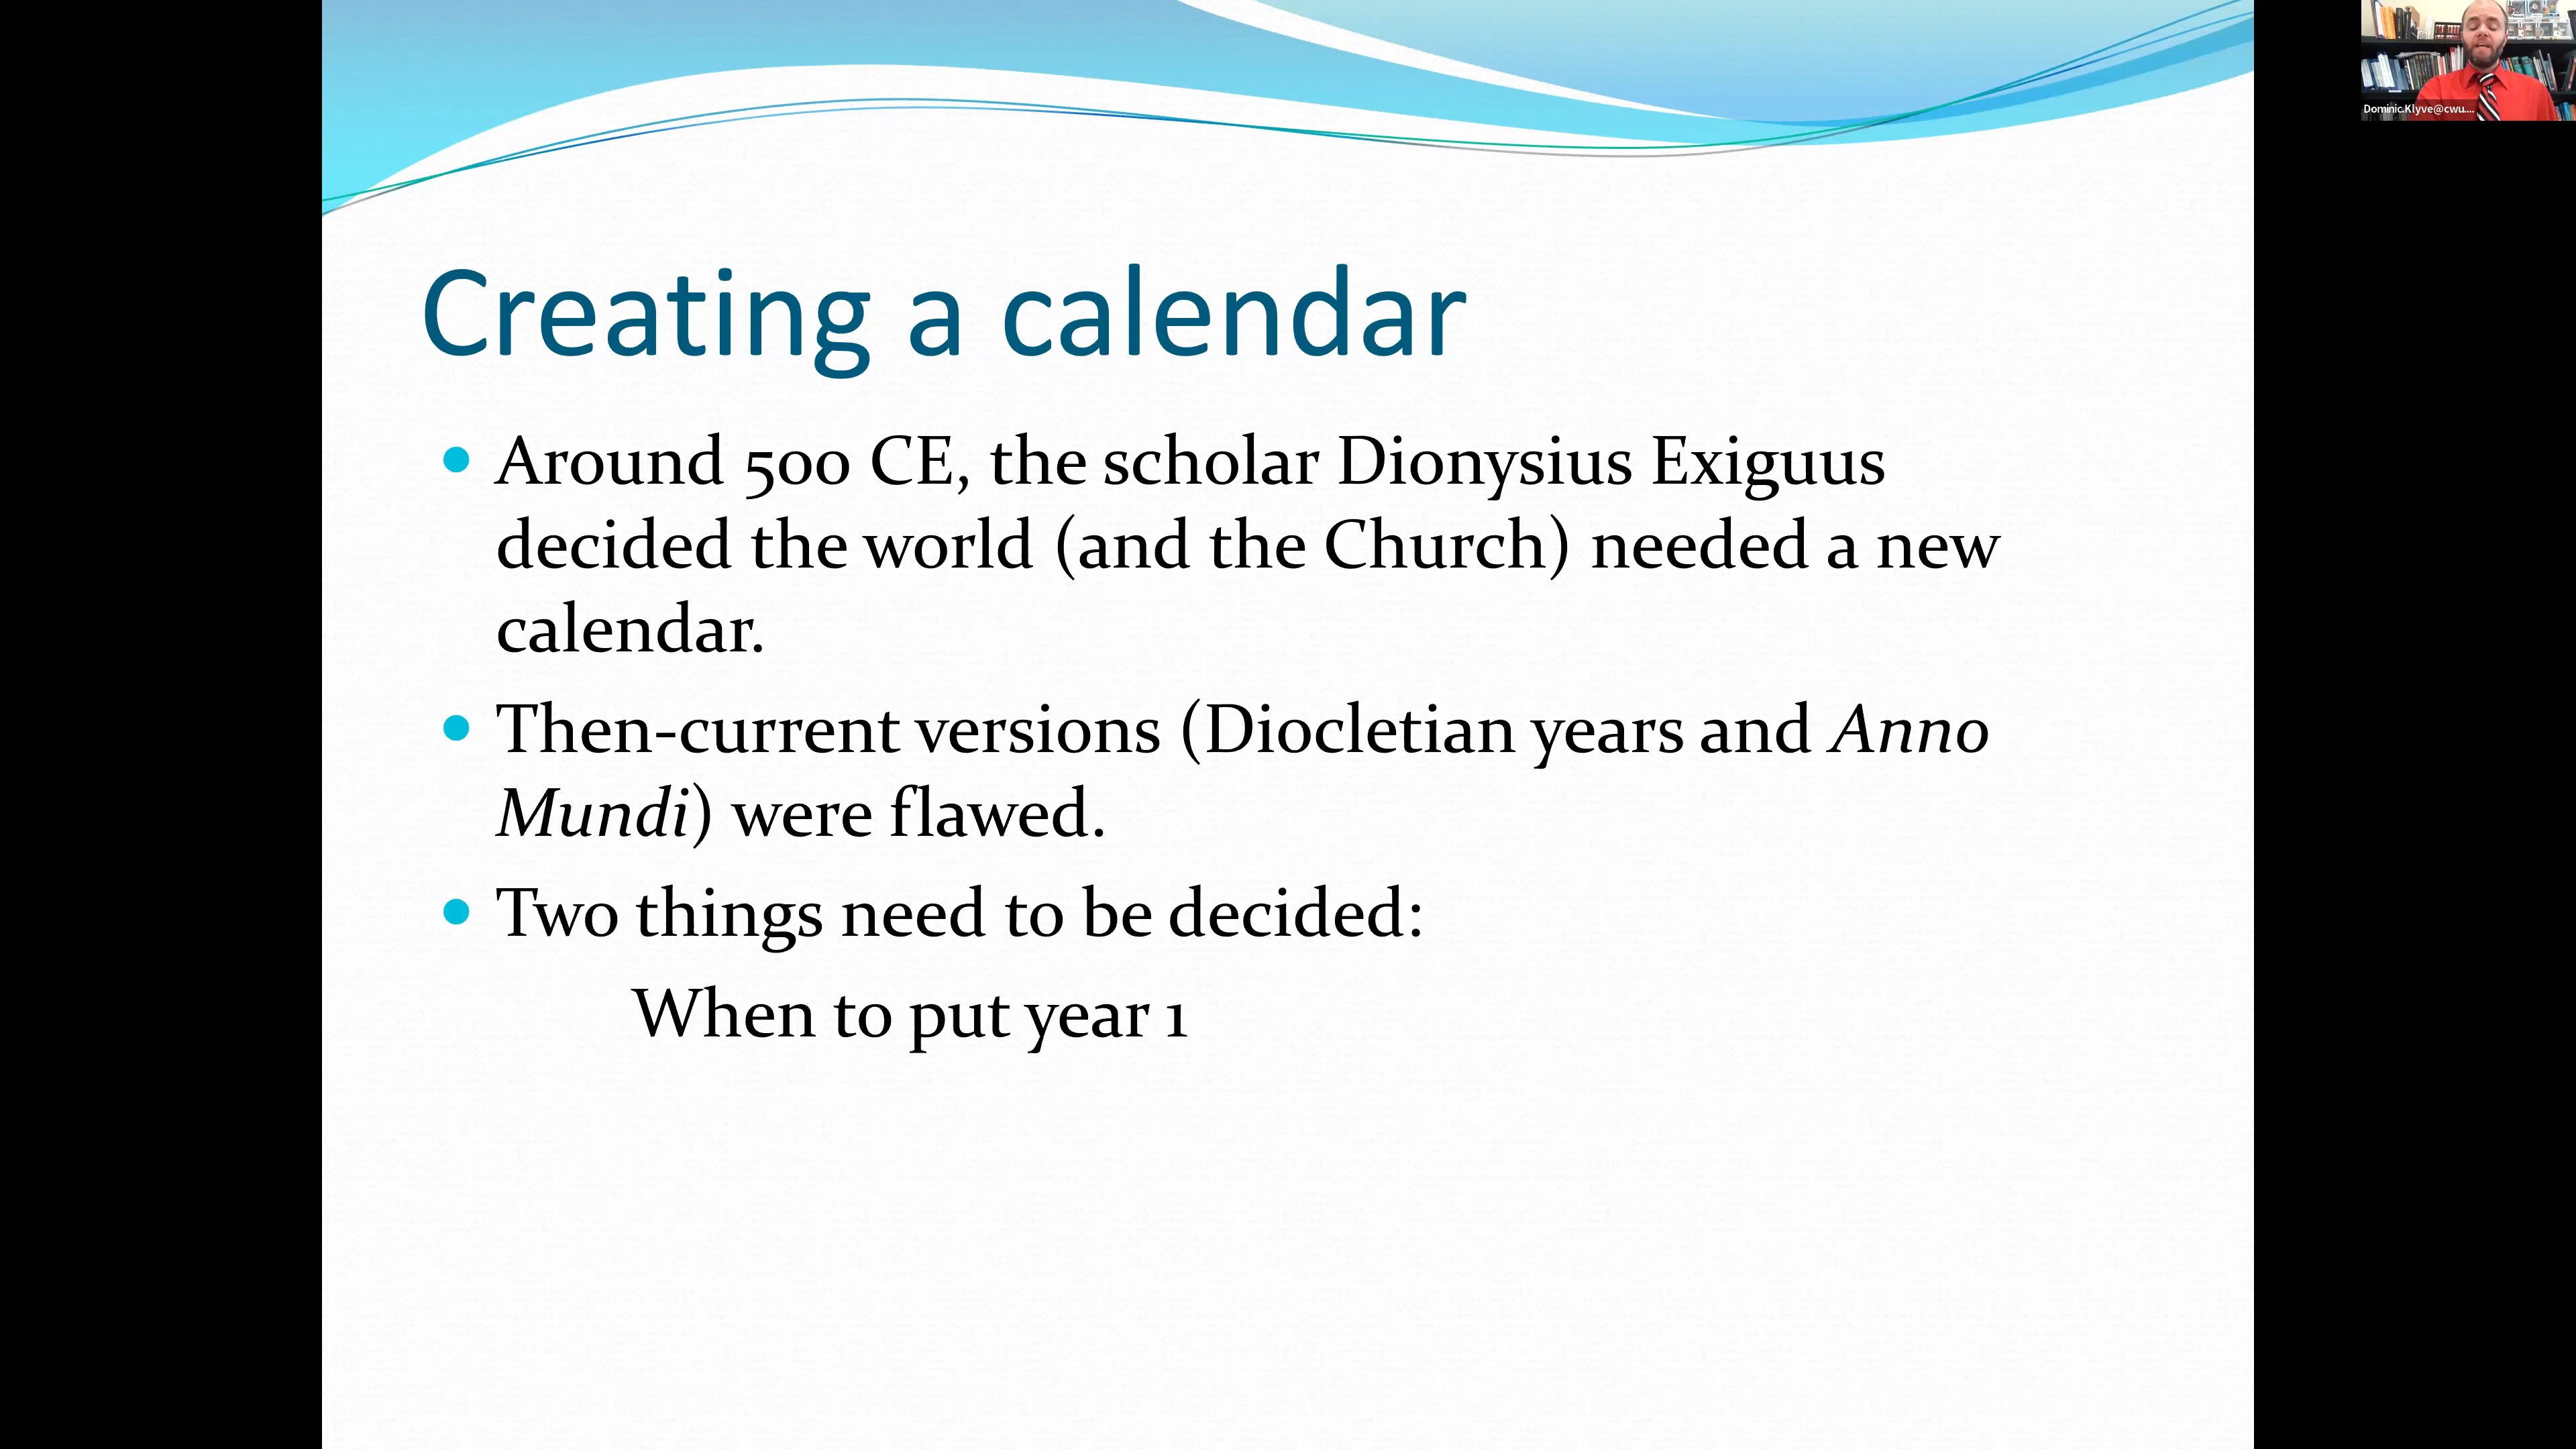 Dominic.Klyve@cwu....
Creating a calendar
Around 500 CE, the scholar Dionysius Exiguus
decided the world (and the Church) needed a new
calendar.
Then-current versions (Diocletian years and Anno
Mundi) were flawed.
Two things need to be decided:
When to put year 1